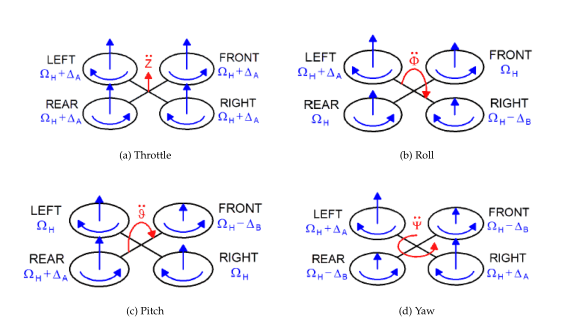 LEFT
Ω_H+Δ_A
Z̈
FRONT
Ω_H+Δ_A
REAR
Ω_H+Δ_A
RIGHT
Ω_H+Δ_A
(a) Throttle
LEFT
Ω_H+Δ_A
Φ̈
FRONT
Ω_H
REAR
Ω_H
RIGHT
Ω_H−Δ_B
(b) Roll
LEFT
Ω_H
ϑ̈
FRONT
Ω_H−Δ_B
REAR
Ω_H+Δ_A
RIGHT
Ω_H
(c) Pitch
LEFT
Ω_H+Δ_A
Ψ̈
FRONT
Ω_H−Δ_B
REAR
Ω_H−Δ_B
RIGHT
Ω_H+Δ_A
(d) Yaw